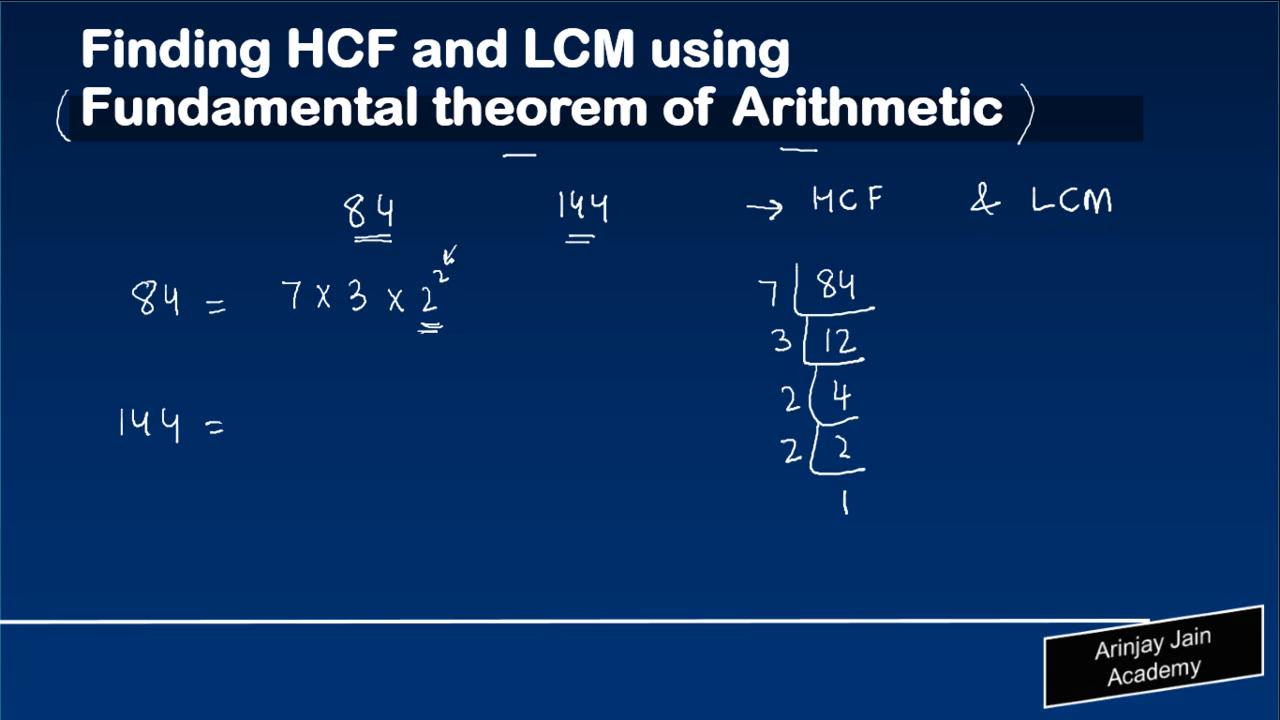 Finding HCF and LCM using
(Fundamental theorem of Arithmetic)
84 144 → HCF & LCM
84 = 7 × 3 × 2²
144 =
7 | 84
3 | 12
2 | 4
2 | 2
1
Arinjay Jain
Academy